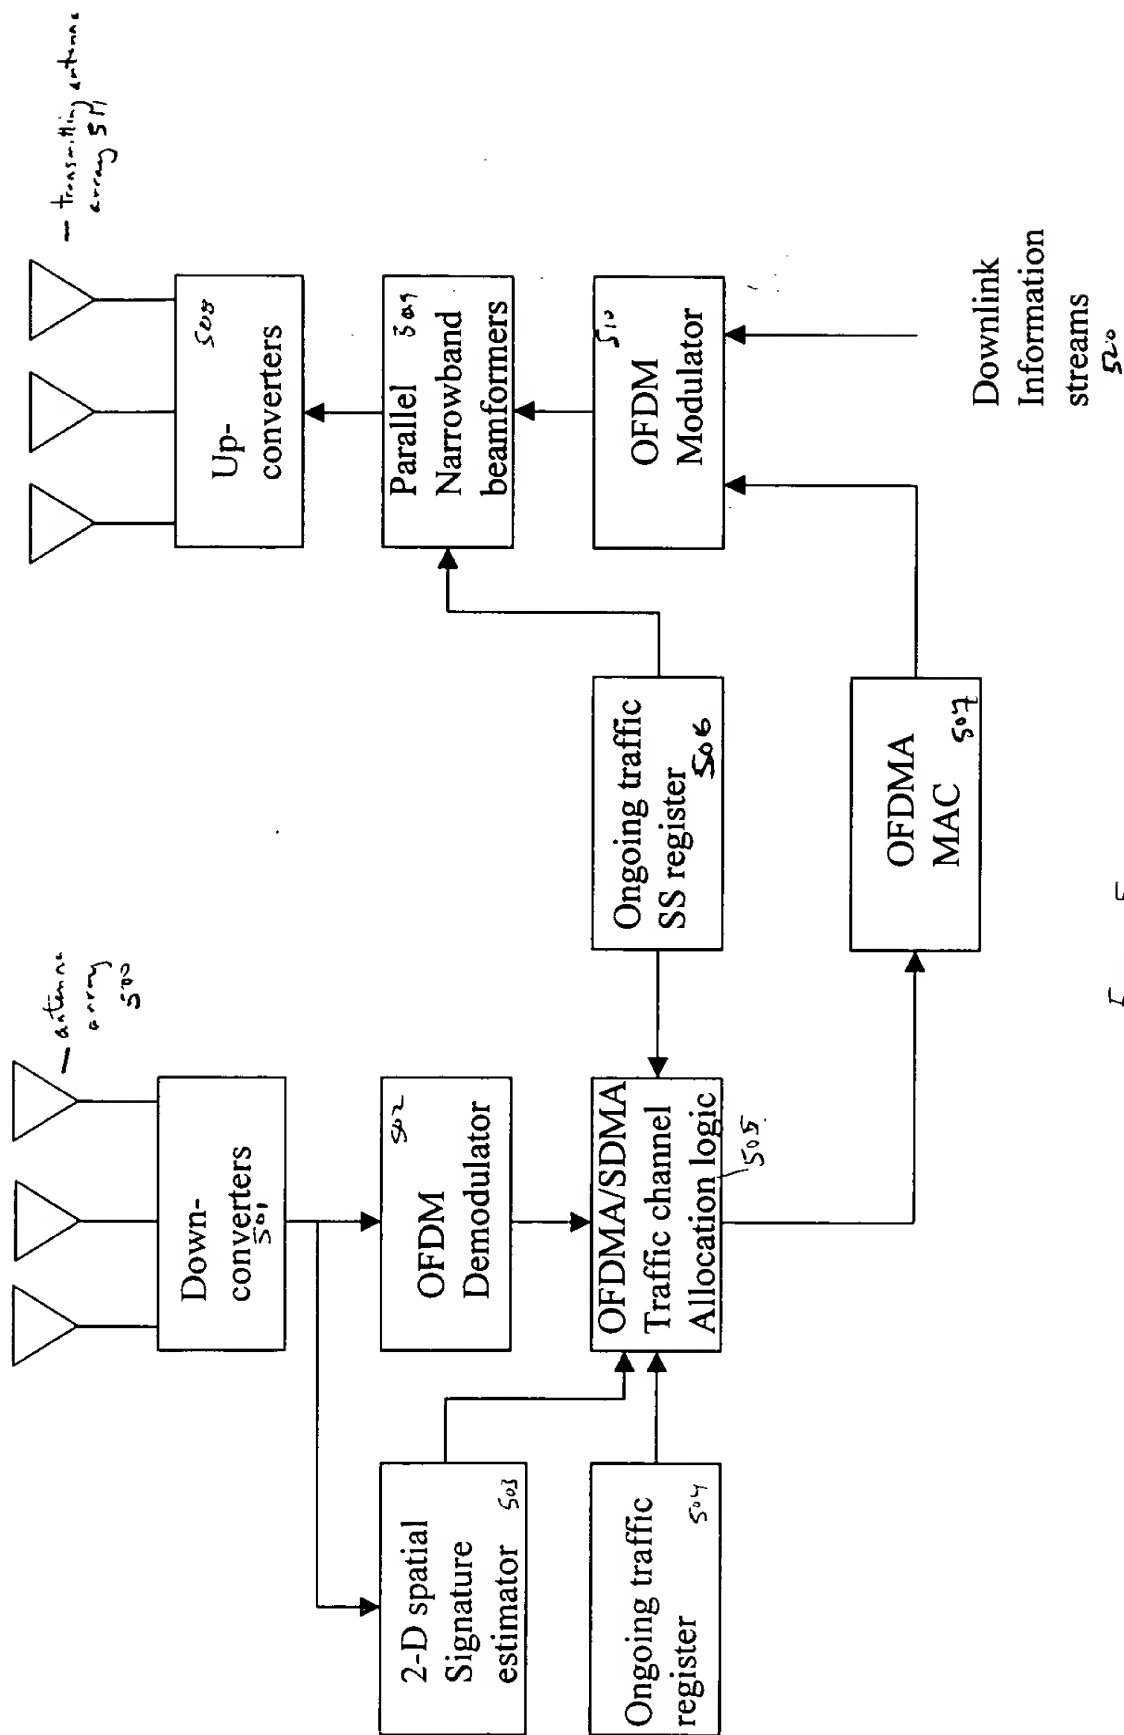 antenna
array
500
transmitting antenna
array 511
Down-
converters
501
Up-
converters
508
2-D spatial
Signature
estimator 503
OFDM
Demodulator
502
Parallel 509
Narrowband
beamformers
Ongoing traffic
register 504
OFDMA/SDMA
Traffic channel
Allocation logic
505
Ongoing traffic
SS register
506
OFDM
Modulator
510
OFDMA
MAC
507
Downlink
Information
streams
520